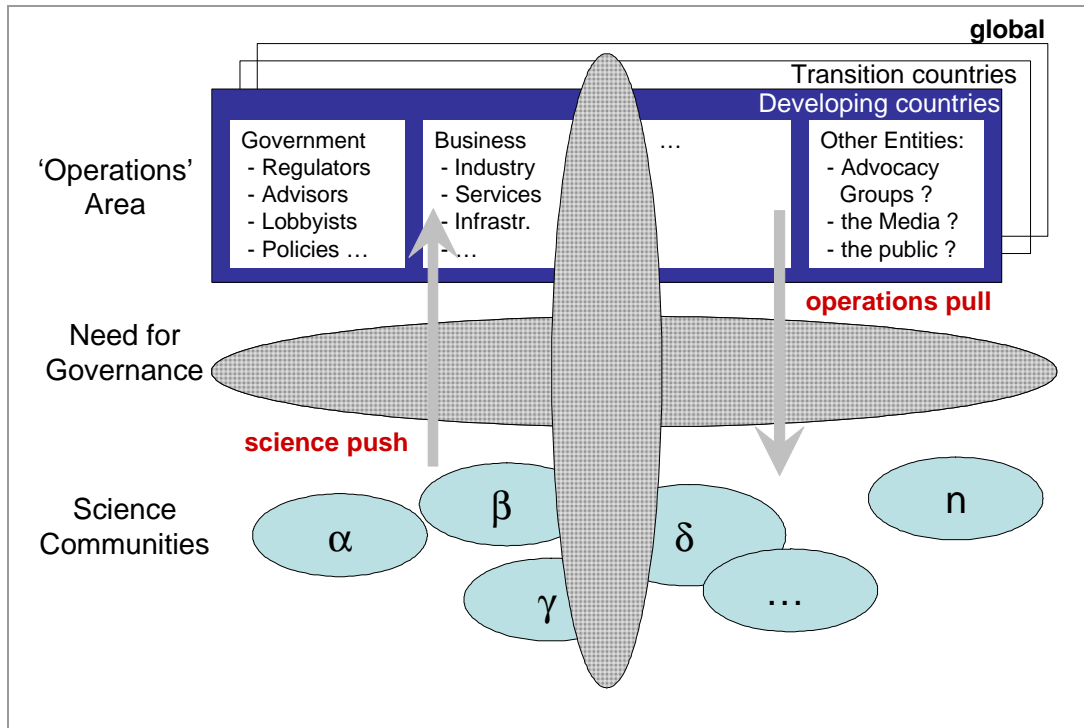 global
Transition countries
Developing countries
‘Operations’
Area
Government
- Regulators
- Advisors
- Lobbyists
- Policies …
Business
- Industry
- Services
- Infrastr.
- …
…
Other Entities:
- Advocacy
Groups ?
- the Media ?
- the public ?
operations pull
Need for
Governance
science push
Science
Communities
α
β
γ
δ
…
n